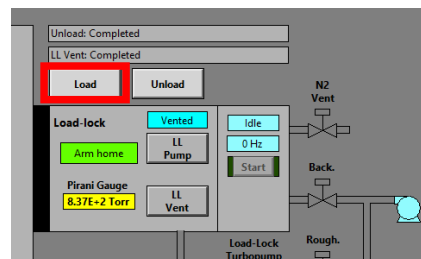 Unload: Completed
LL Vent: Completed
Load
Unload
N2
Vent
Load-lock
Vented
Idle
Arm home
LL
Pump
0 Hz
Start
Back.
Pirani Gauge
8.37E+2 Torr
LL
Vent
Load-Lock
Turbopump
Rough.